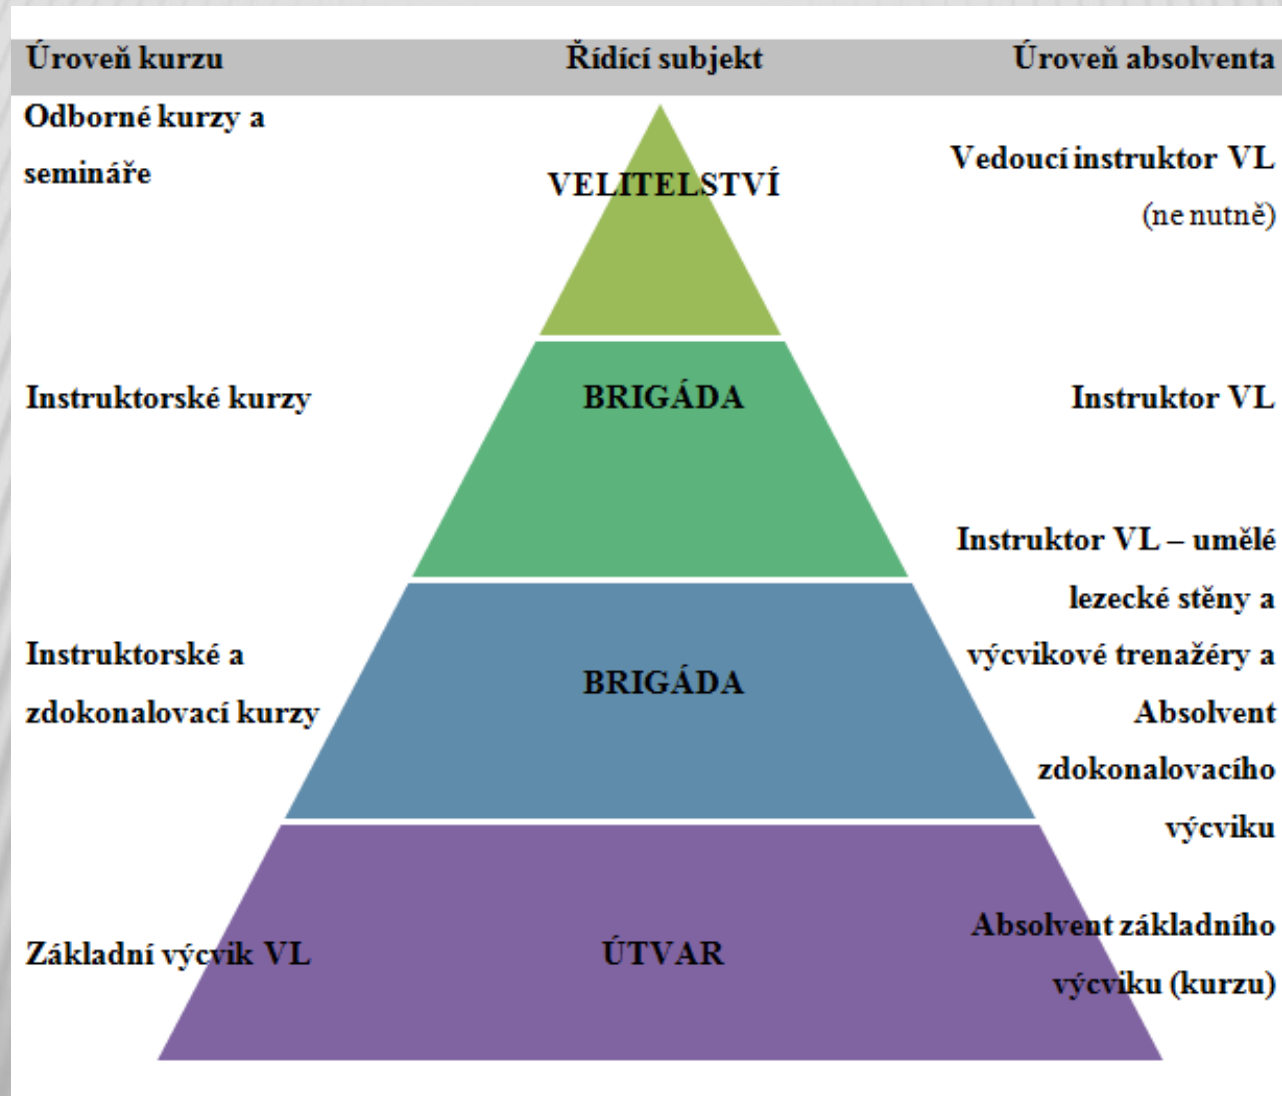 Úroveň kurzu Řídící subjekt Úroveň absolventa
Odborné kurzy a
semináře
VELITELSTVÍ
Vedoucí instruktor VL
(ne nutně)
Instruktorské kurzy
BRIGÁDA
Instruktor VL
Instruktorské a
zdokonalovací kurzy
BRIGÁDA
Instruktor VL – umělé
lezecké stěny a
výcvikové trenažéry a
Absolvent
zdokonalovacího
výcviku
Základní výcvik VL
ÚTVAR
Absolvent základního
výcviku (kurzu)